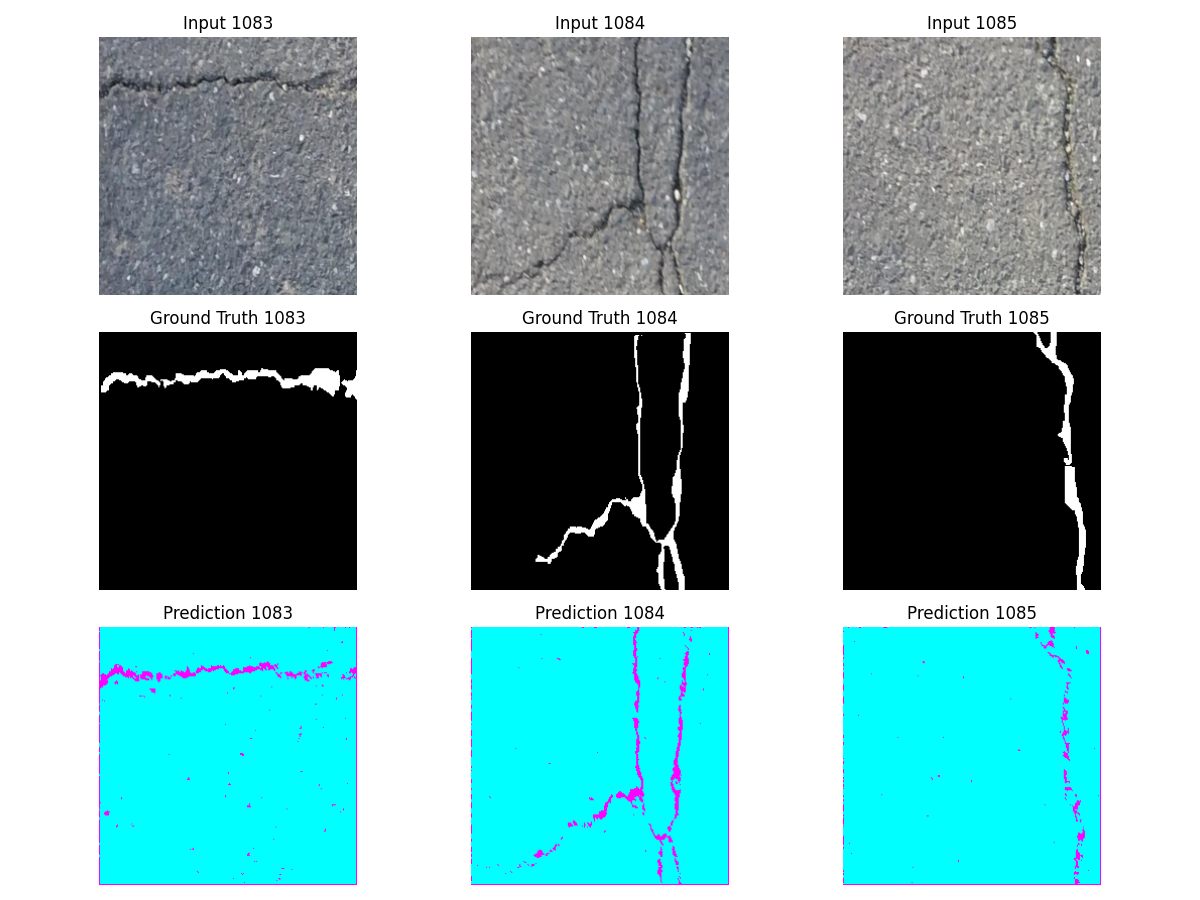 Input 1083
Input 1084
Input 1085
Ground Truth 1083
Ground Truth 1084
Ground Truth 1085
Prediction 1083
Prediction 1084
Prediction 1085